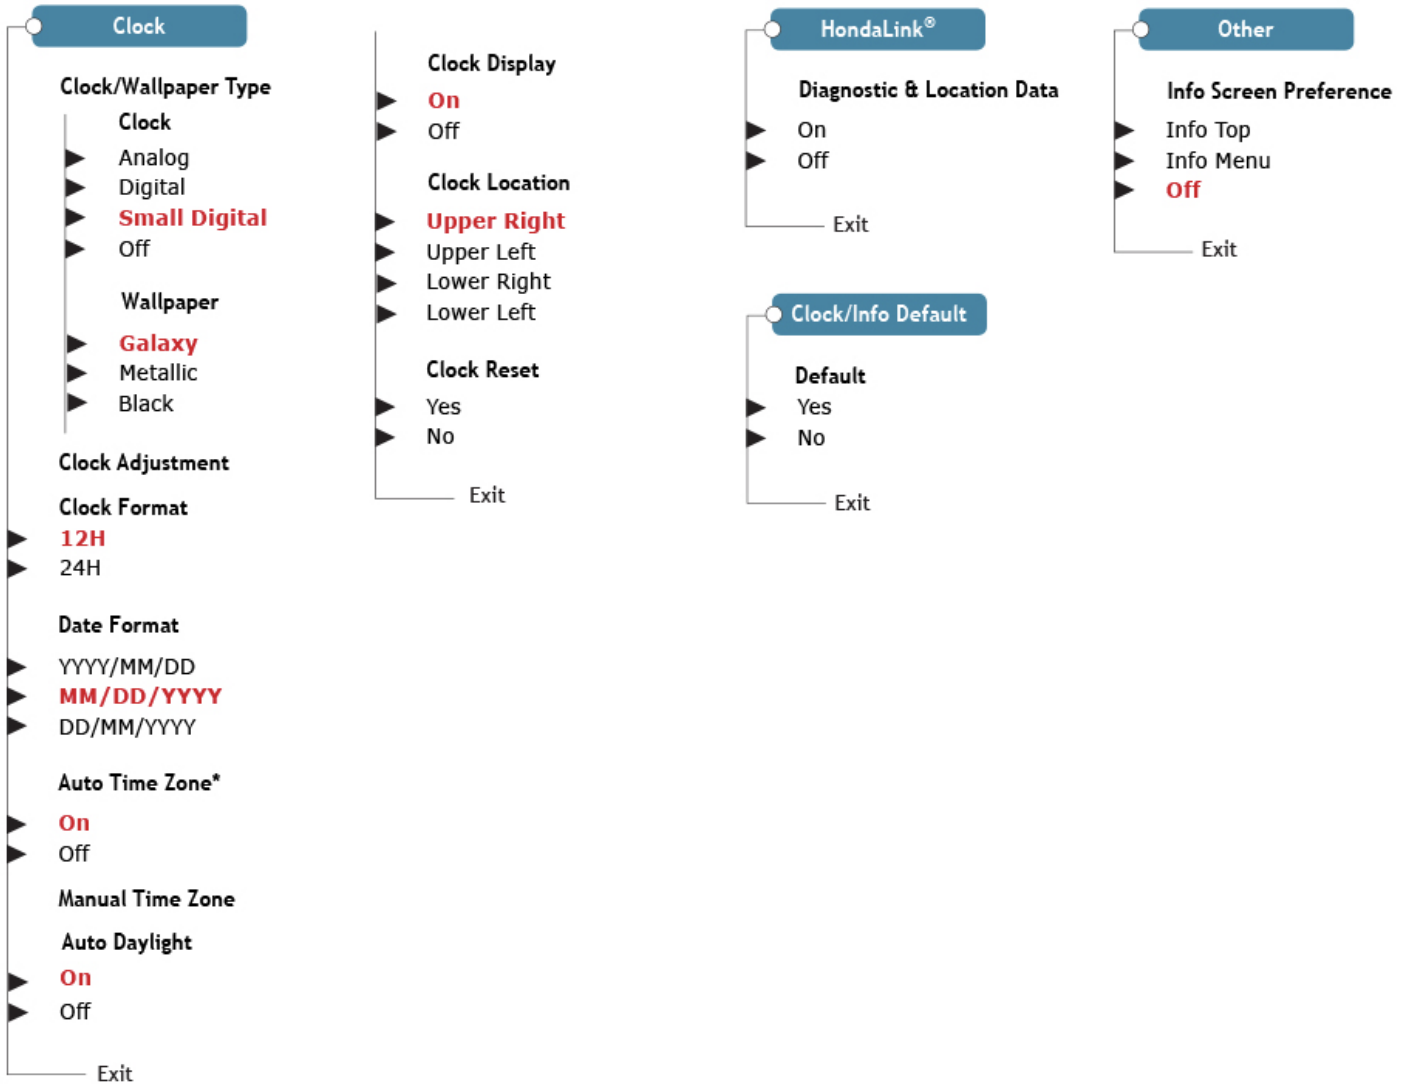 Clock
Clock/Wallpaper Type
Clock
Analog
Digital
Small Digital
Off
Wallpaper
Galaxy
Metallic
Black
Clock Adjustment
Clock Format
12H
24H
Date Format
YYYY/MM/DD
MM/DD/YYYY
DD/MM/YYYY
Auto Time Zone*
On
Off
Manual Time Zone
Auto Daylight
On
Off
Exit
Clock Display
On
Off
Clock Location
Upper Right
Upper Left
Lower Right
Lower Left
Clock Reset
Yes
No
Exit
HondaLink®
Diagnostic & Location Data
On
Off
Exit
Clock/Info Default
Default
Yes
No
Exit
Other
Info Screen Preference
Info Top
Info Menu
Off
Exit